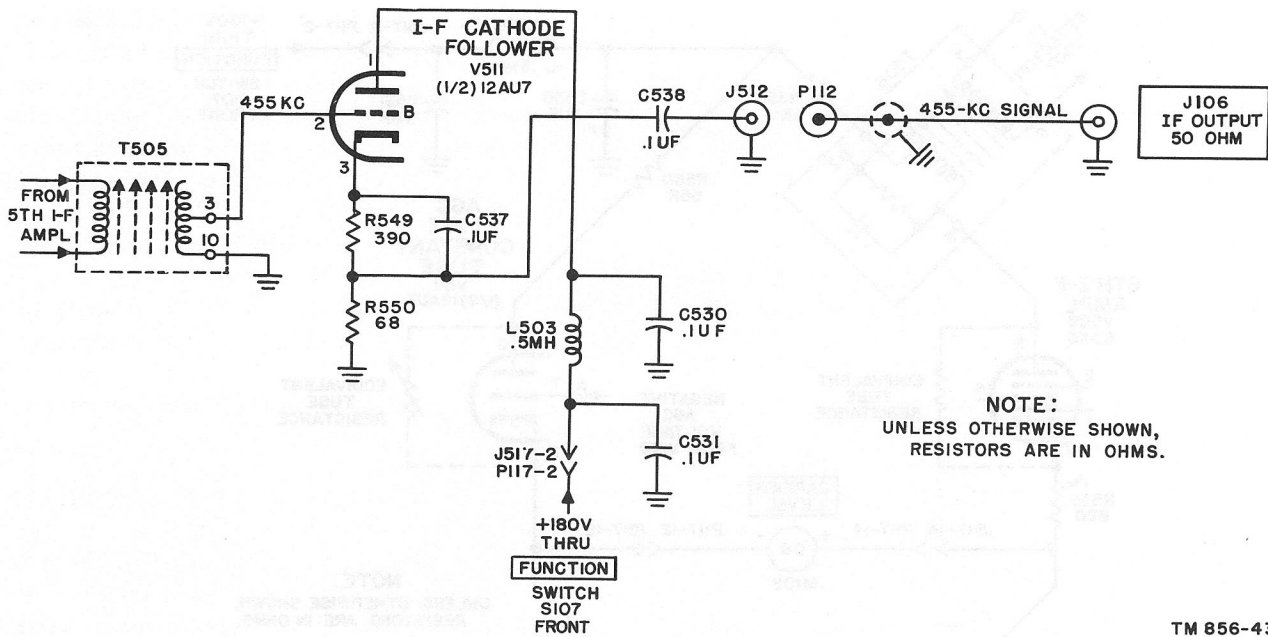 I-F CATHODE
FOLLOWER
V511
(1/2) 12AU7
1
455 KC
2
B
3
T505
FROM
5TH I-F
AMPL
3
10
R549
390
C537
.1UF
R550
68
C538
.1UF
J512
P112
455-KC SIGNAL
J106
IF OUTPUT
50 OHM
L503
.5MH
C530
.1UF
C531
.1UF
J517-2
P117-2
+180V
THRU
FUNCTION
SWITCH
S107
FRONT
NOTE:
UNLESS OTHERWISE SHOWN,
RESISTORS ARE IN OHMS.